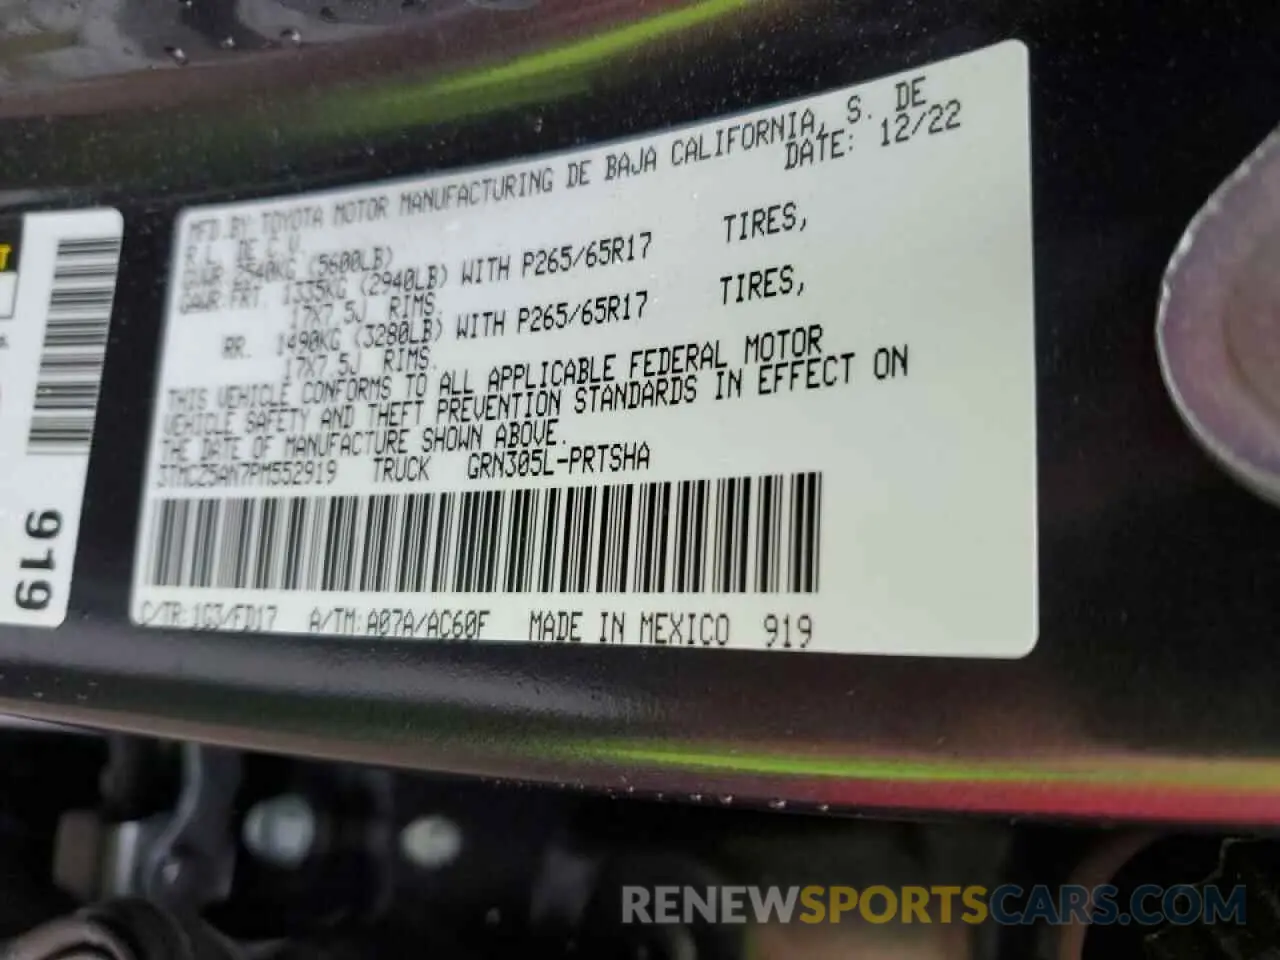 MFD BY: TOYOTA MOTOR MANUFACTURING DE BAJA CALIFORNIA, S. DE
R L. DE C.V. DATE: 12/22
GVWR 2540KG (5600LB)
GAWR FRT. 1335KG (2940LB) WITH P265/65R17 TIRES,
17X7.5J RIMS.
RR. 1490KG (3280LB) WITH P265/65R17 TIRES,
17X7.5J RIMS.
THIS VEHICLE CONFORMS TO ALL APPLICABLE FEDERAL MOTOR
VEHICLE SAFETY AND THEFT PREVENTION STANDARDS IN EFFECT ON
THE DATE OF MANUFACTURE SHOWN ABOVE.
3TMCZ5AN7PM552919 TRUCK GRN305L-PRTSHA
C/TR: 1G3/FD17 A/TM: A07A/AC60F MADE IN MEXICO 919
919
RENEWSPORTSCARS.COM